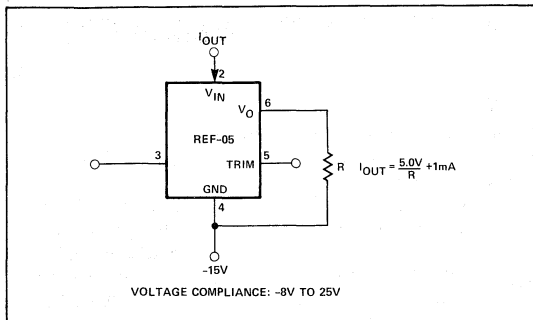 IOUT
2
VIN
VO
6
REF-05
3
TRIM
5
R
IOUT = 5.0V/R +1mA
GND
4
-15V
VOLTAGE COMPLIANCE: -8V TO 25V